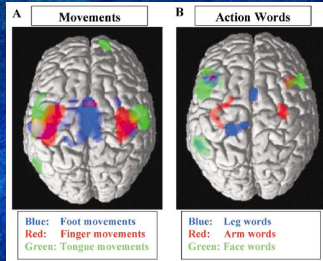 A Movements
B Action Words
Blue: Foot movements
Red: Finger movements
Green: Tongue movements
Blue: Leg words
Red: Arm words
Green: Face words